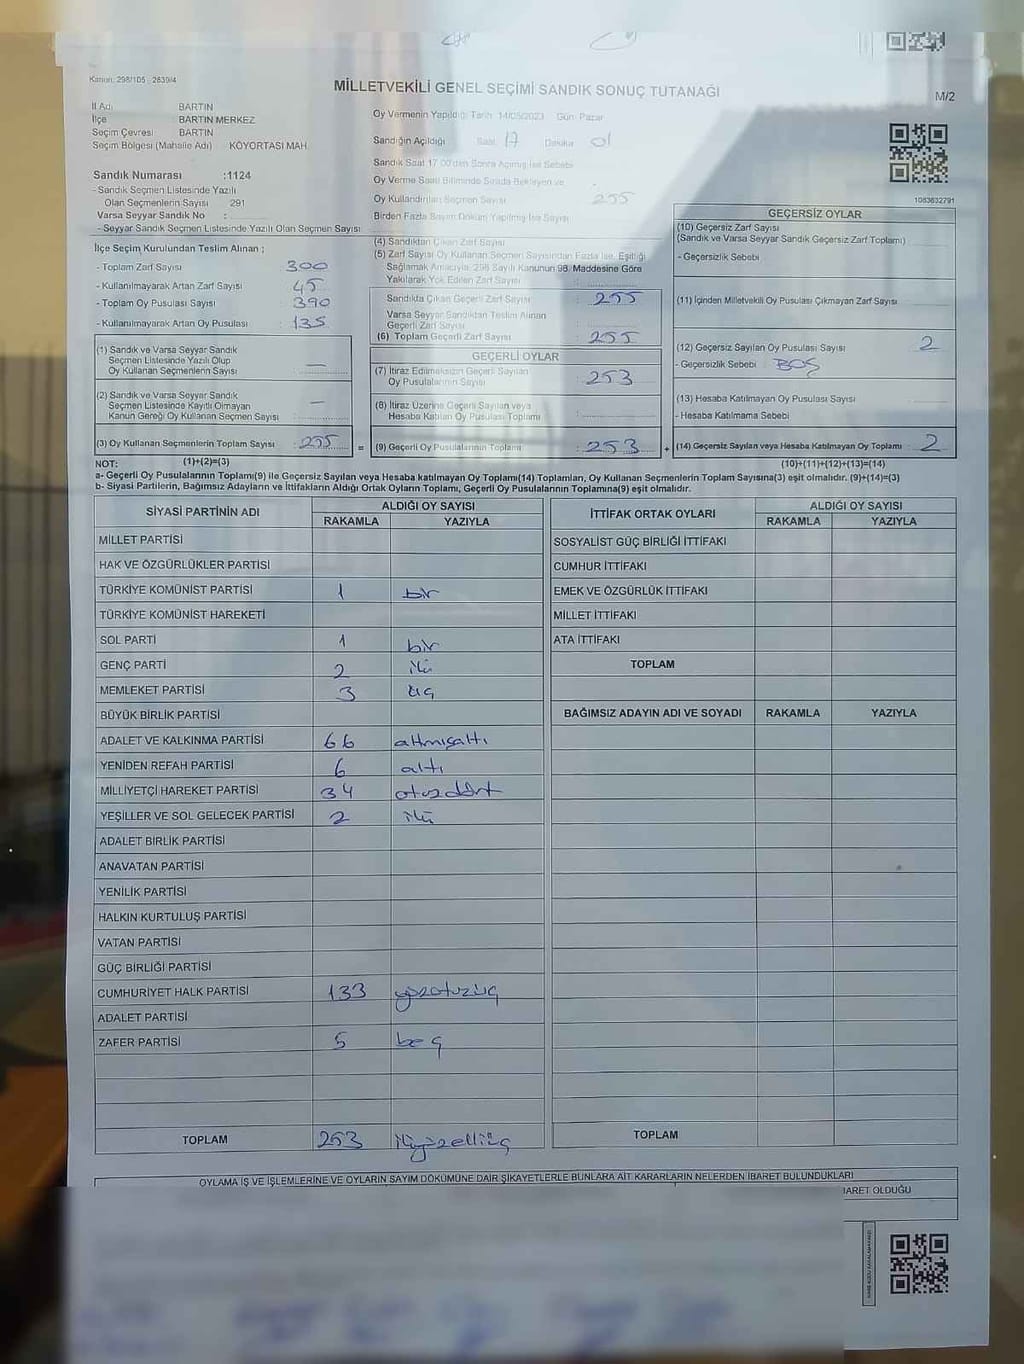 Kanun: 298/105 2839/4
MİLLETVEKİLİ GENEL SEÇİMİ SANDIK SONUÇ TUTANAĞI
M/2
İl Adı BARTIN
İlçe BARTIN MERKEZ
Seçim Çevresi BARTIN
Seçim Bölgesi (Mahalle Adı) KÖYORTASI MAH.
Oy Vermenin Yapıldığı Tarih 14/05/2023 Gün Pazar
Sandığın Açıldığı Saat 17 Dakika 01
Sandık Saat 17.00'den Sonra Açılmış İse Sebebi
Oy Verme Saati Bitiminde Sırada Bekleyen ve
Oy Kullandırılan Seçmen Sayısı 255
Birden Fazla Sayım Döküm Yapılmış İse Sayısı
1083632791
Sandık Numarası :1124
- Sandık Seçmen Listesinde Yazılı
Olan Seçmenlerin Sayısı 291
Varsa Seyyar Sandık No :
- Seyyar Sandık Seçmen Listesinde Yazılı Olan Seçmen Sayısı
İlçe Seçim Kurulundan Teslim Alınan ;
- Toplam Zarf Sayısı : 300
- Kullanılmayarak Artan Zarf Sayısı : 45
- Toplam Oy Pusulası Sayısı : 390
- Kullanılmayarak Artan Oy Pusulası : 135
(1) Sandık ve Varsa Seyyar Sandık
Seçmen Listesinde Yazılı Olup
Oy Kullanan Seçmenlerin Sayısı : —
(2) Sandık ve Varsa Seyyar Sandık
Seçmen Listesinde Kayıtlı Olmayan
Kanun Gereği Oy Kullanan Seçmen Sayısı : —
(3) Oy Kullanan Seçmenlerin Toplam Sayısı : 255
(4) Sandıktan Çıkan Zarf Sayısı
(5) Zarf Sayısı Oy Kullanan Seçmen Sayısından Fazla İse, Eşitliği
Sağlamak Amacıyla, 298 Sayılı Kanunun 98. Maddesine Göre
Yakılarak Yok Edilen Zarf Sayısı :
Sandıkta Çıkan Geçerli Zarf Sayısı : 255
Varsa Seyyar Sandıktan Teslim Alınan
Geçerli Zarf Sayısı :
(6) Toplam Geçerli Zarf Sayısı : 255
GEÇERLİ OYLAR
(7) İtiraz Edilmeksizin Geçerli Sayılan
Oy Pusulalarının Sayısı : 253
(8) İtiraz Üzerine Geçerli Sayılan veya
Hesaba Katılan Oy Pusulası Toplamı :
= (9) Geçerli Oy Pusulalarının Toplamı : 253
GEÇERSİZ OYLAR
(10) Geçersiz Zarf Sayısı
(Sandık ve Varsa Seyyar Sandık Geçersiz Zarf Toplamı)
- Geçersizlik Sebebi
(11) İçinden Milletvekili Oy Pusulası Çıkmayan Zarf Sayısı
(12) Geçersiz Sayılan Oy Pusulası Sayısı 2
- Geçersizlik Sebebi : BOŞ
(13) Hesaba Katılmayan Oy Pusulası Sayısı
- Hesaba Katılmama Sebebi
+ (14) Geçersiz Sayılan veya Hesaba Katılmayan Oy Toplamı 2
NOT: (1)+(2)=(3) (10)+(11)+(12)+(13)=(14)
a- Geçerli Oy Pusulalarının Toplamı(9) ile Geçersiz Sayılan veya Hesaba katılmayan Oy Toplamı(14) Toplamları, Oy Kullanan Seçmenlerin Toplam Sayısına(3) eşit olmalıdır. (9)+(14)=(3)
b- Siyasi Partilerin, Bağımsız Adayların ve İttifakların Aldığı Ortak Oyların Toplamı, Geçerli Oy Pusulalarının Toplamına(9) eşit olmalıdır.
SİYASİ PARTİNİN ADI ALDIĞI OY SAYISI
RAKAMLA YAZIYLA
MİLLET PARTİSİ
HAK VE ÖZGÜRLÜKLER PARTİSİ
TÜRKİYE KOMÜNİST PARTİSİ 1 bir
TÜRKİYE KOMÜNİST HAREKETİ
SOL PARTİ 1 bir
GENÇ PARTİ 2 iki
MEMLEKET PARTİSİ 3 üç
BÜYÜK BİRLİK PARTİSİ
ADALET VE KALKINMA PARTİSİ 66 altmışaltı
YENİDEN REFAH PARTİSİ 6 altı
MİLLİYETÇİ HAREKET PARTİSİ 34 otuzdört
YEŞİLLER VE SOL GELECEK PARTİSİ 2 iki
ADALET BİRLİK PARTİSİ
ANAVATAN PARTİSİ
YENİLİK PARTİSİ
HALKIN KURTULUŞ PARTİSİ
VATAN PARTİSİ
GÜÇ BİRLİĞİ PARTİSİ
CUMHURİYET HALK PARTİSİ 133 yüzotuzüç
ADALET PARTİSİ
ZAFER PARTİSİ 5 beş
TOPLAM 253 ikiyüzelliüç
İTTİFAK ORTAK OYLARI ALDIĞI OY SAYISI
RAKAMLA YAZIYLA
SOSYALİST GÜÇ BİRLİĞİ İTTİFAKI
CUMHUR İTTİFAKI
EMEK VE ÖZGÜRLÜK İTTİFAKI
MİLLET İTTİFAKI
ATA İTTİFAKI
TOPLAM
BAĞIMSIZ ADAYIN ADI VE SOYADI RAKAMLA YAZIYLA
TOPLAM
OYLAMA İŞ VE İŞLEMLERİNE VE OYLARIN SAYIM DÖKÜMÜNE DAİR ŞİKAYETLERLE BUNLARA AİT KARARLARIN NELERDEN İBARET BULUNDUKLARI
BARET OLDUĞU